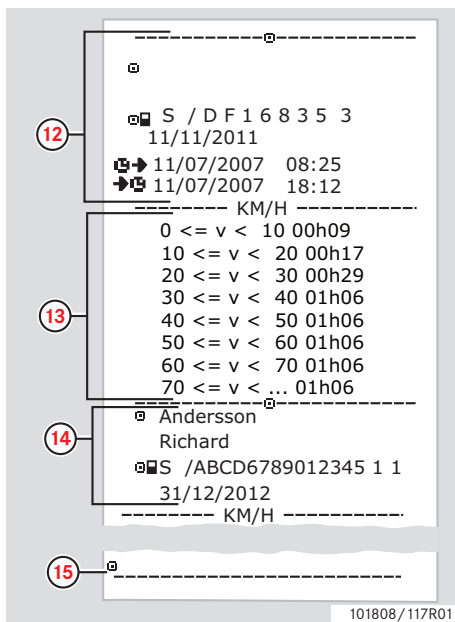 12
S / D F 1 6 8 3 5 3
11/11/2011
11/07/2007 08:25
11/07/2007 18:12
--------- KM/H ----------
0 <= v < 10 00h09
10 <= v < 20 00h17
20 <= v < 30 00h29
13
30 <= v < 40 01h06
40 <= v < 50 01h06
50 <= v < 60 01h06
60 <= v < 70 01h06
70 <= v < ... 01h06
Andersson
14
Richard
S /ABCD6789012345 1 1
31/12/2012
--------- KM/H ----------
15
101808/117R01